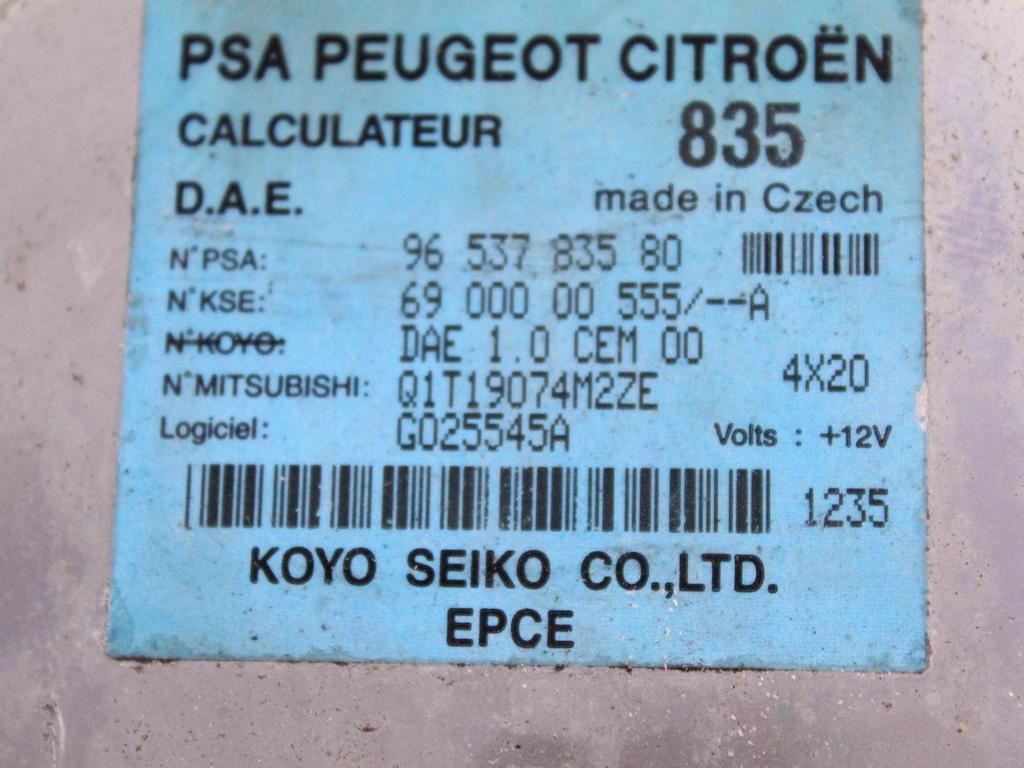 PSA PEUGEOT CITROËN
CALCULATEUR 835
D.A.E. made in Czech
N°PSA: 96 537 835 80
N°KSE: 69 000 00 555/--A
N°KOYO: DAE 1.0 CEM 00
N°MITSUBISHI: Q1T19074M2ZE 4X20
Logiciel: G025545A Volts : +12V
1235
KOYO SEIKO CO.,LTD.
EPCE